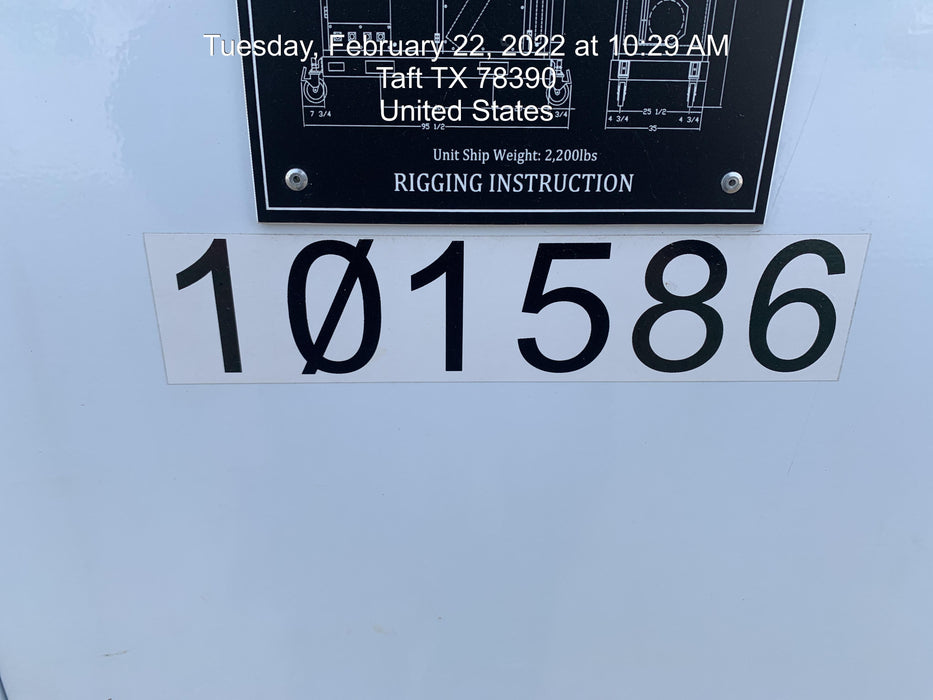 Tuesday, February 22, 2022 at 10:29 AM
Taft TX 78390
United States
7 3/4
3/4
95 1/2
25 1/2
4 3/4
4 3/4
35
Unit Ship Weight: 2,200lbs
RIGGING INSTRUCTION
1Ø1586